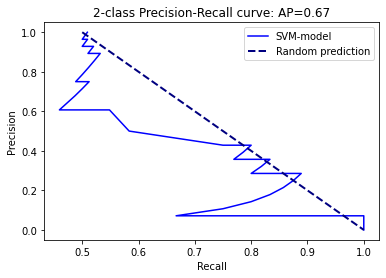 2-class Precision-Recall curve: AP=0.67
SVM-model
Random prediction
Precision
1.0
0.8
0.6
0.4
0.2
0.0
0.5
0.6
0.7
0.8
0.9
1.0
Recall